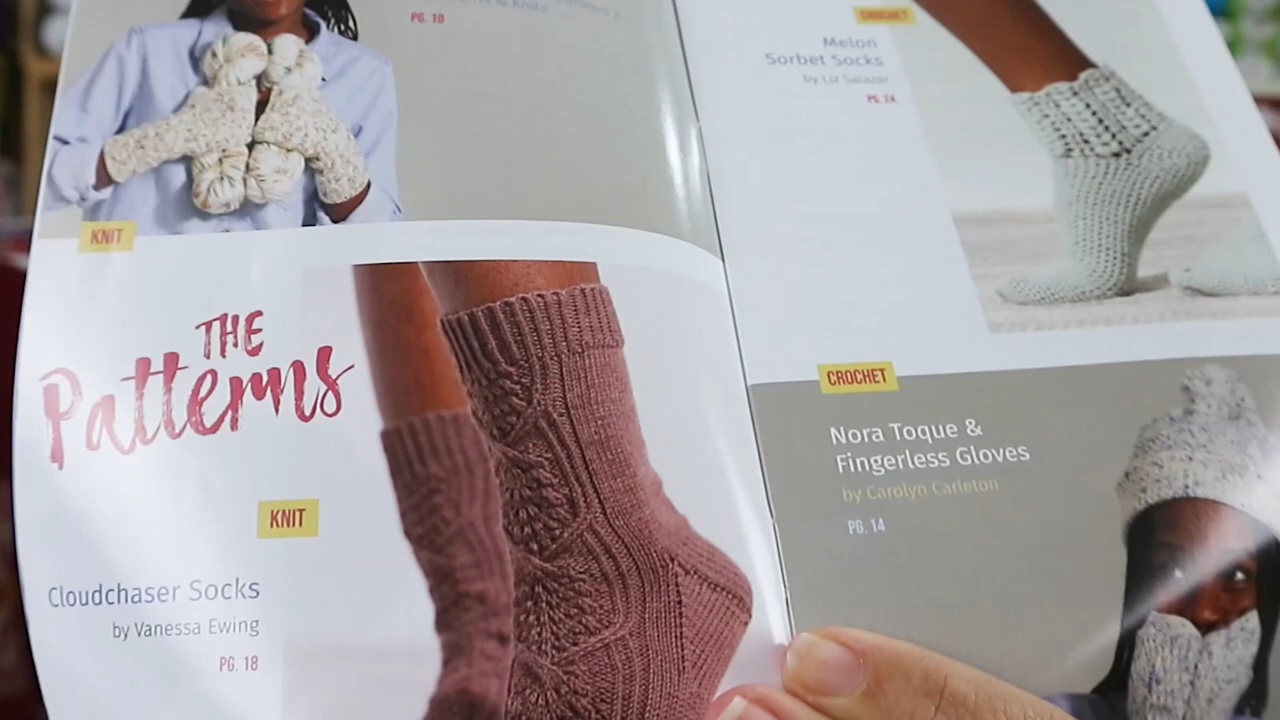 & Knits
PG. 10
KNIT
THE
Patterns
KNIT
Cloudchaser Socks
by Vanessa Ewing
PG. 18
CROCHET
Melon
Sorbet Socks
by Liz Salazar
PG. 24
CROCHET
Nora Toque &
Fingerless Gloves
by Carolyn Carleton
PG. 14